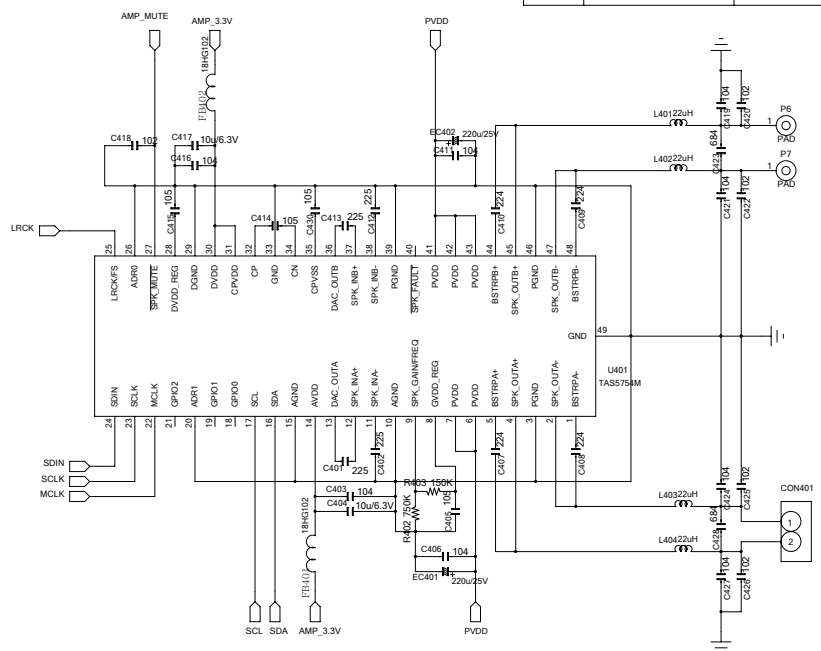 AMP_MUTE
AMP_3.3V
PVDD
18HG102
FB402
C418
102
C417
10u/6.3V
C416
104
EC402
220u/25V
C411
104
104
C419
102
C420
L401
22uH
P6
1
PAD
684
C423
L402
22uH
P7
1
PAD
105
C415
C414
105
105
C430
C413
225
225
C412
224
C410
224
C409
104
C421
102
C422
LRCK
25
26
27
28
29
30
31
32
33
34
35
36
37
38
39
40
41
42
43
44
45
46
47
48
LRCK/FS
ADR0
SPK_MUTE
DVDD_REG
DGND
DVDD
CPVDD
CP
GND
CN
CPVSS
DAC_OUTB
SPK_INB+
SPK_INB-
PGND
SPK_FAULT
PVDD
PVDD
PVDD
BSTRPB+
SPK_OUTB+
PGND
SPK_OUTB-
BSTRPB-
GND
49
U401
TAS5754M
SDIN
SCLK
MCLK
GPIO2
ADR1
GPIO1
GPIO0
SCL
SDA
AGND
AVDD
DAC_OUTA
SPK_INA+
SPK_INA-
AGND
SPK_GAIN/FREQ
GVDD_REG
PVDD
PVDD
BSTRPA+
SPK_OUTA+
PGND
SPK_OUTA-
BSTRPA-
24
23
22
21
20
19
18
17
16
15
14
13
12
11
10
9
8
7
6
5
4
3
2
1
SDIN
SCLK
MCLK
C401
225
225
C402
224
C407
224
C408
R403
150K
R402
750K
105
C405
C403
104
C404
10u/6.3V
18HG102
FB401
C406
104
EC401
220u/25V
L403
22uH
L404
22uH
104
C424
102
C425
684
C428
104
C427
102
C426
CON401
1
2
SCL
SDA
AMP_3.3V
PVDD